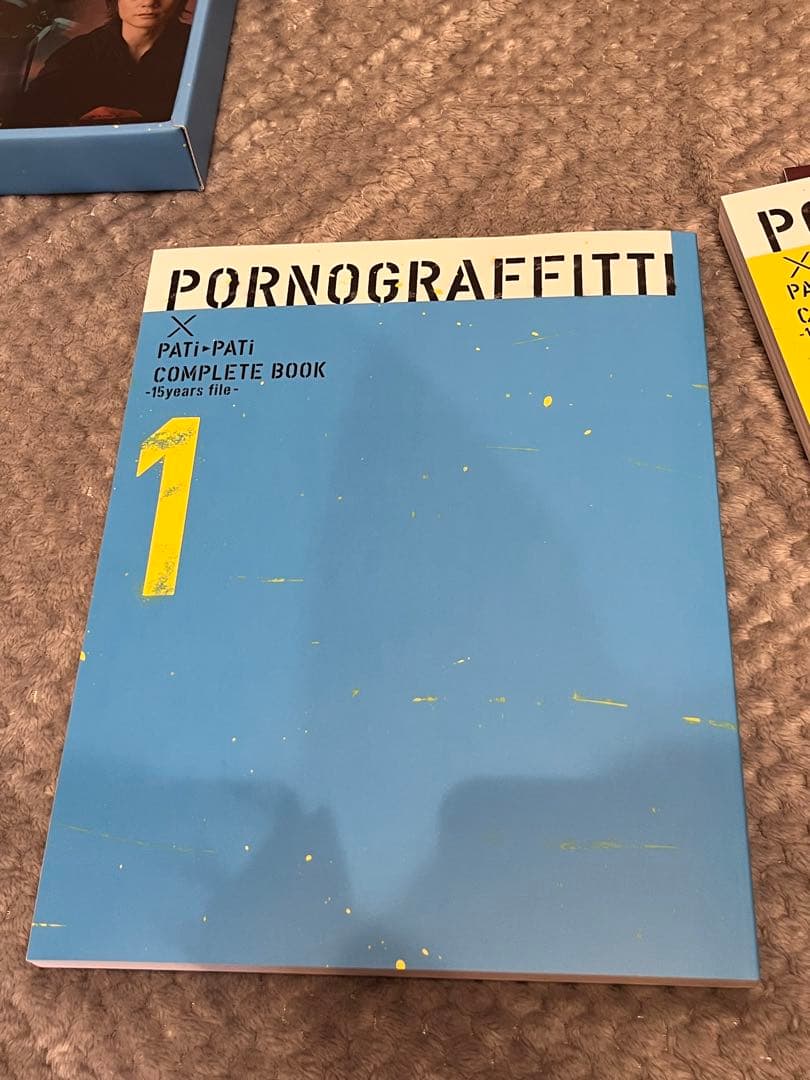 PORNOGRAFFITTI
X
PATi▸PATi
COMPLETE BOOK
-15years file-
1
X